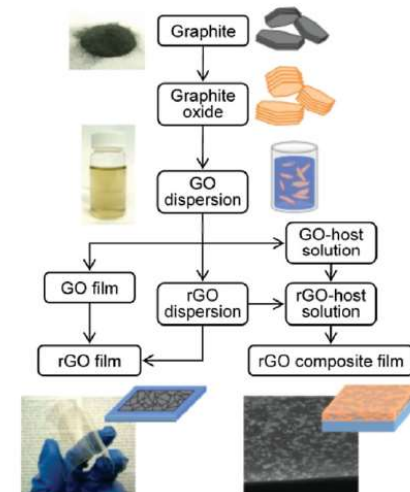 Graphite
Graphite
oxide
GO
dispersion
GO-host
solution
GO film
rGO
dispersion
rGO-host
solution
rGO film
rGO composite film